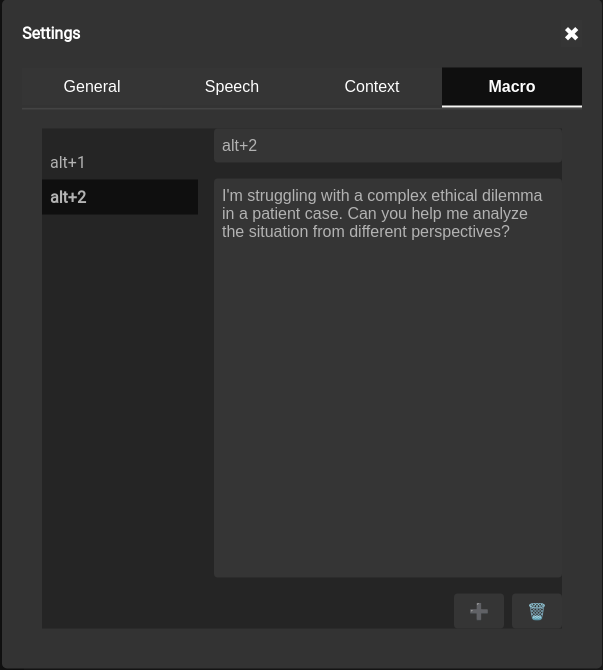 Settings
General
Speech
Context
Macro
alt+1
alt+2
alt+2
I'm struggling with a complex ethical dilemma
in a patient case. Can you help me analyze
the situation from different perspectives?